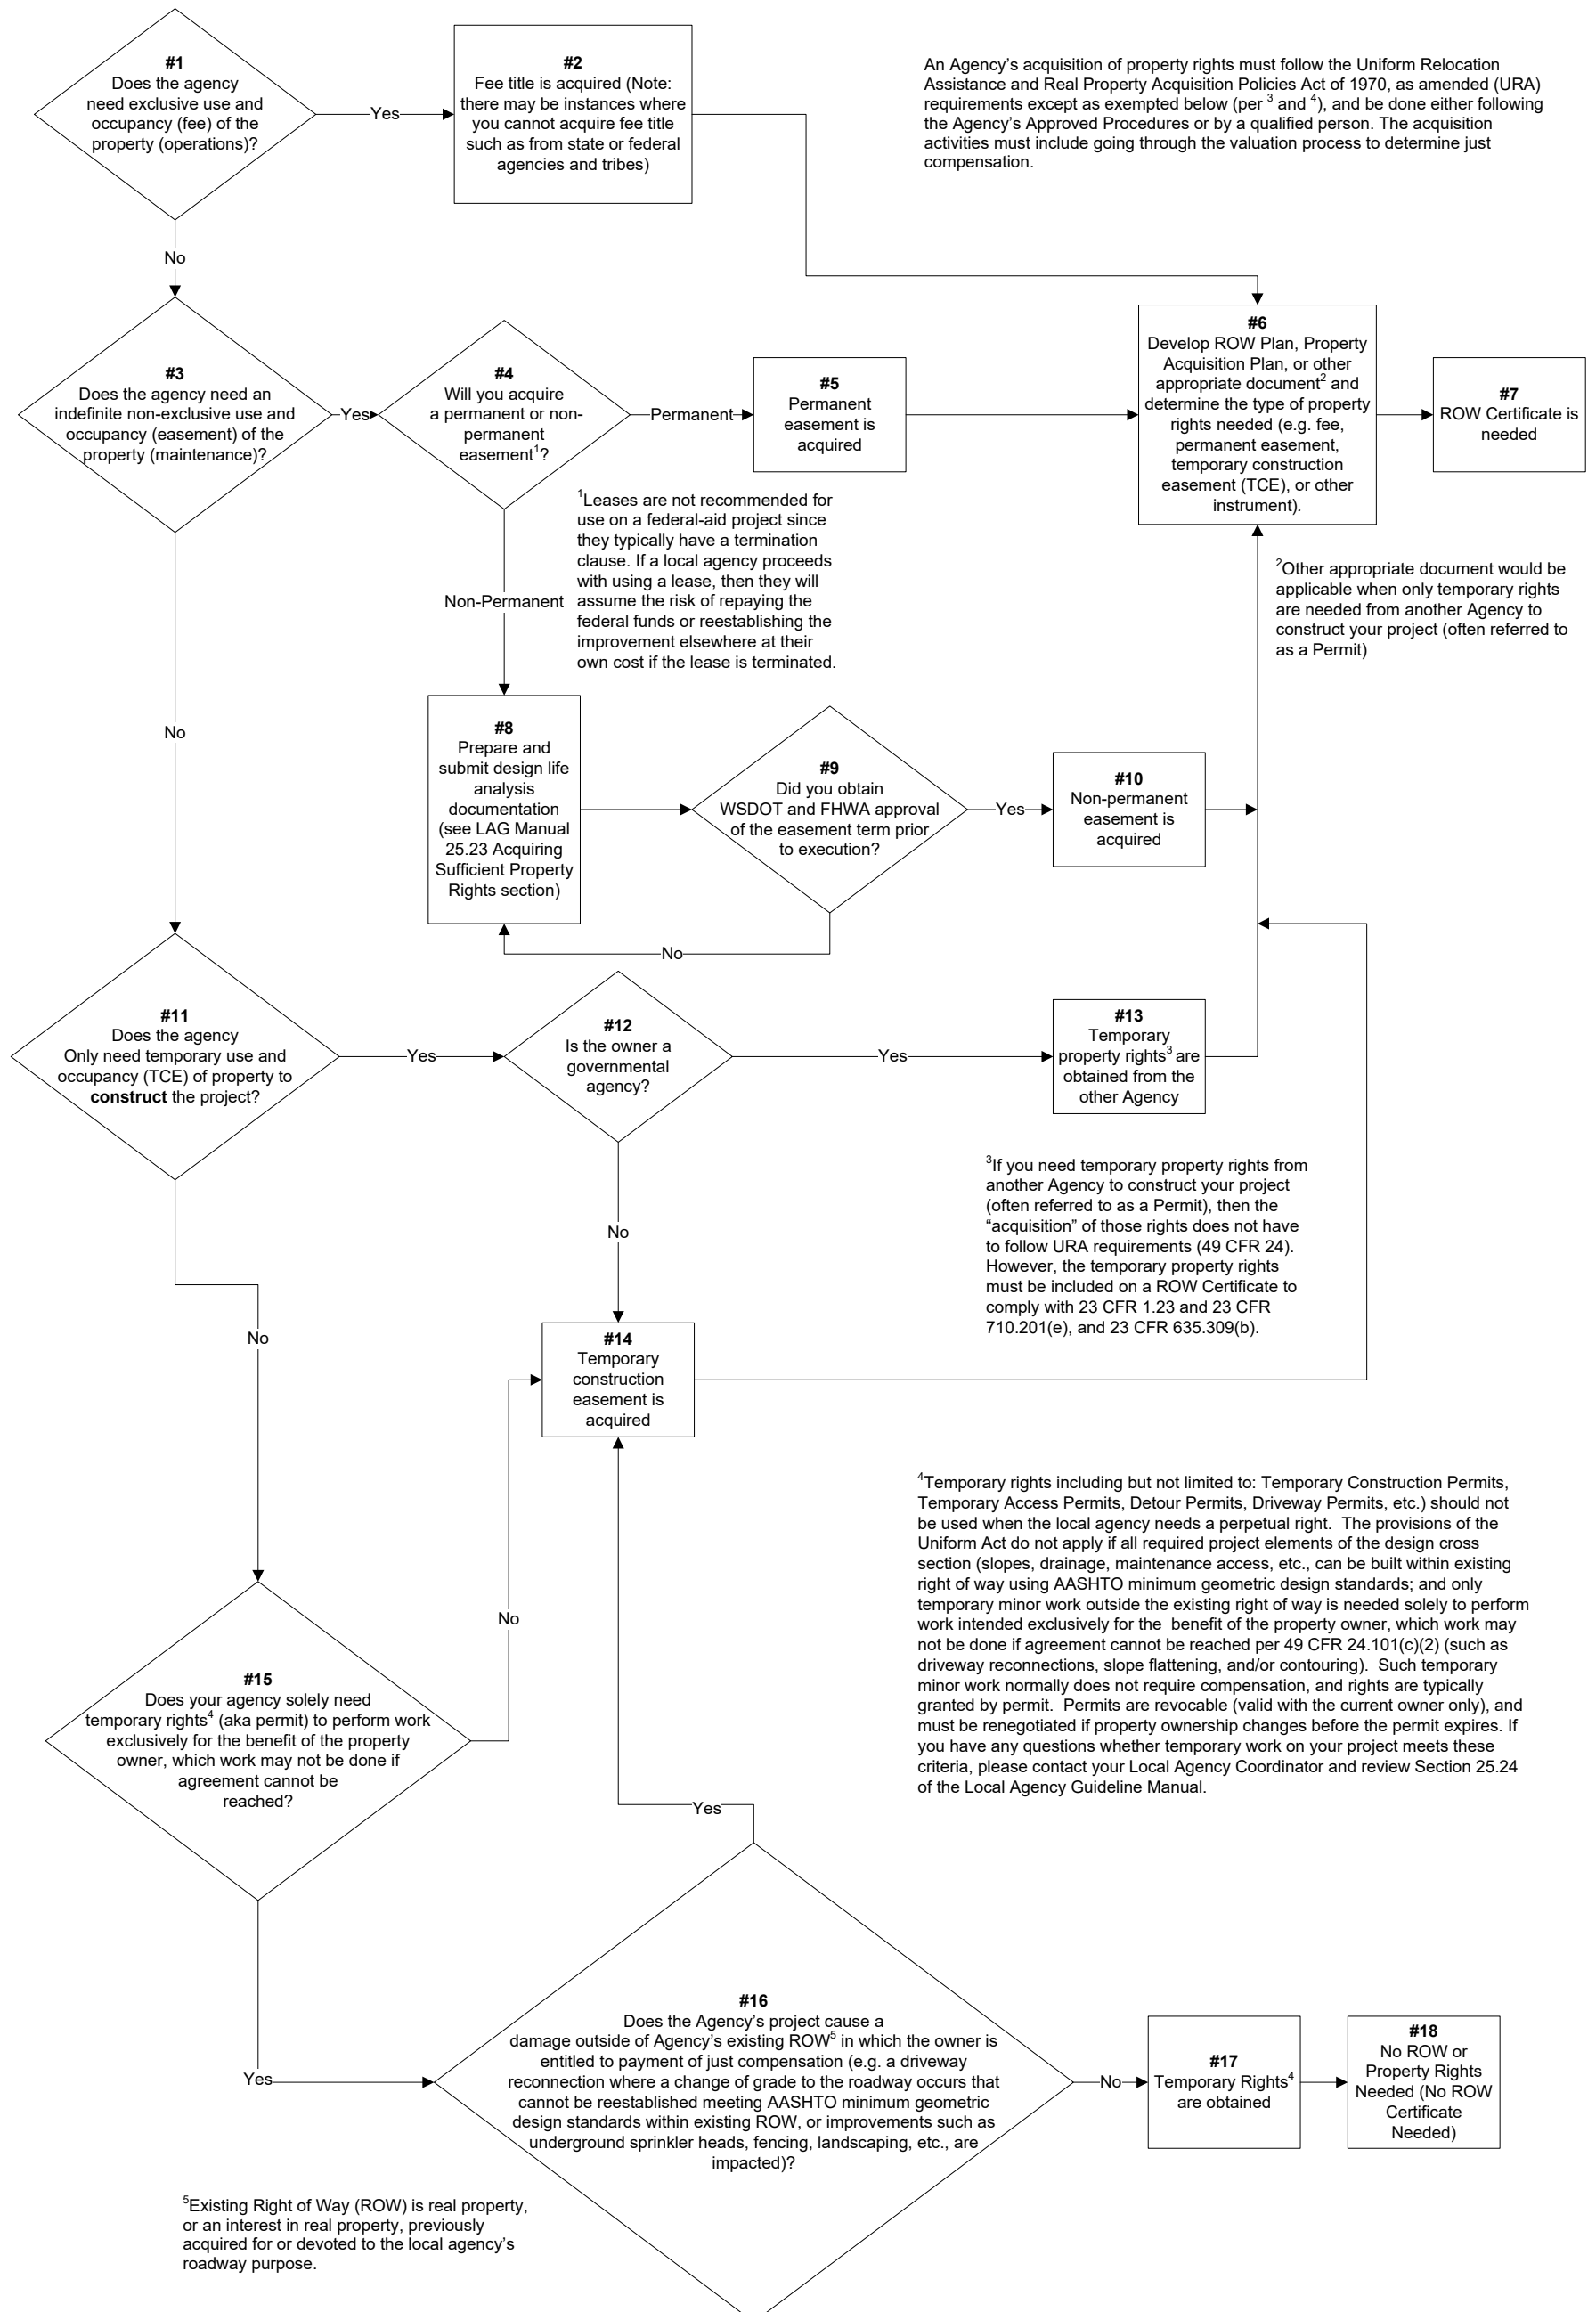 #1
Does the agency
need exclusive use and
occupancy (fee) of the
property (operations)?
Yes
#2
Fee title is acquired (Note:
there may be instances where
you cannot acquire fee title
such as from state or federal
agencies and tribes)
An Agency’s acquisition of property rights must follow the Uniform Relocation
Assistance and Real Property Acquisition Policies Act of 1970, as amended (URA)
requirements except as exempted below (per ³ and ⁴), and be done either following
the Agency’s Approved Procedures or by a qualified person. The acquisition
activities must include going through the valuation process to determine just
compensation.
No
#3
Does the agency need an
indefinite non-exclusive use and
occupancy (easement) of the
property (maintenance)?
Yes
#4
Will you acquire
a permanent or non-
permanent
easement¹?
Permanent
#5
Permanent
easement is
acquired
#6
Develop ROW Plan, Property
Acquisition Plan, or other
appropriate document² and
determine the type of property
rights needed (e.g. fee,
permanent easement,
temporary construction
easement (TCE), or other
instrument).
#7
ROW Certificate is
needed
¹Leases are not recommended for
use on a federal-aid project since
they typically have a termination
clause. If a local agency proceeds
with using a lease, then they will
assume the risk of repaying the
federal funds or reestablishing the
improvement elsewhere at their
own cost if the lease is terminated.
Non-Permanent
²Other appropriate document would be
applicable when only temporary rights
are needed from another Agency to
construct your project (often referred to
as a Permit)
No
#8
Prepare and
submit design life
analysis
documentation
(see LAG Manual
25.23 Acquiring
Sufficient Property
Rights section)
#9
Did you obtain
WSDOT and FHWA approval
of the easement term prior
to execution?
Yes
#10
Non-permanent
easement is
acquired
No
#11
Does the agency
Only need temporary use and
occupancy (TCE) of property to
construct the project?
Yes
#12
Is the owner a
governmental
agency?
Yes
#13
Temporary
property rights³ are
obtained from the
other Agency
No
³If you need temporary property rights from
another Agency to construct your project
(often referred to as a Permit), then the
“acquisition” of those rights does not have
to follow URA requirements (49 CFR 24).
However, the temporary property rights
must be included on a ROW Certificate to
comply with 23 CFR 1.23 and 23 CFR
710.201(e), and 23 CFR 635.309(b).
No
#14
Temporary
construction
easement is
acquired
⁴Temporary rights including but not limited to: Temporary Construction Permits,
Temporary Access Permits, Detour Permits, Driveway Permits, etc.) should not
be used when the local agency needs a perpetual right.  The provisions of the
Uniform Act do not apply if all required project elements of the design cross
section (slopes, drainage, maintenance access, etc., can be built within existing
right of way using AASHTO minimum geometric design standards; and only
temporary minor work outside the existing right of way is needed solely to perform
work intended exclusively for the  benefit of the property owner, which work may
not be done if agreement cannot be reached per 49 CFR 24.101(c)(2) (such as
driveway reconnections, slope flattening, and/or contouring).  Such temporary
minor work normally does not require compensation, and rights are typically
granted by permit.  Permits are revocable (valid with the current owner only), and
must be renegotiated if property ownership changes before the permit expires. If
you have any questions whether temporary work on your project meets these
criteria, please contact your Local Agency Coordinator and review Section 25.24
of the Local Agency Guideline Manual.
No
#15
Does your agency solely need
temporary rights⁴ (aka permit) to perform work
exclusively for the benefit of the property
owner, which work may not be done if
agreement cannot be
reached?
Yes
Yes
#16
Does the Agency’s project cause a
damage outside of Agency’s existing ROW⁵ in which the owner is
entitled to payment of just compensation (e.g. a driveway
reconnection where a change of grade to the roadway occurs that
cannot be reestablished meeting AASHTO minimum geometric
design standards within existing ROW, or improvements such as
underground sprinkler heads, fencing, landscaping, etc., are
impacted)?
No
#17
Temporary Rights⁴
are obtained
#18
No ROW or
Property Rights
Needed (No ROW
Certificate
Needed)
⁵Existing Right of Way (ROW) is real property,
or an interest in real property, previously
acquired for or devoted to the local agency’s
roadway purpose.